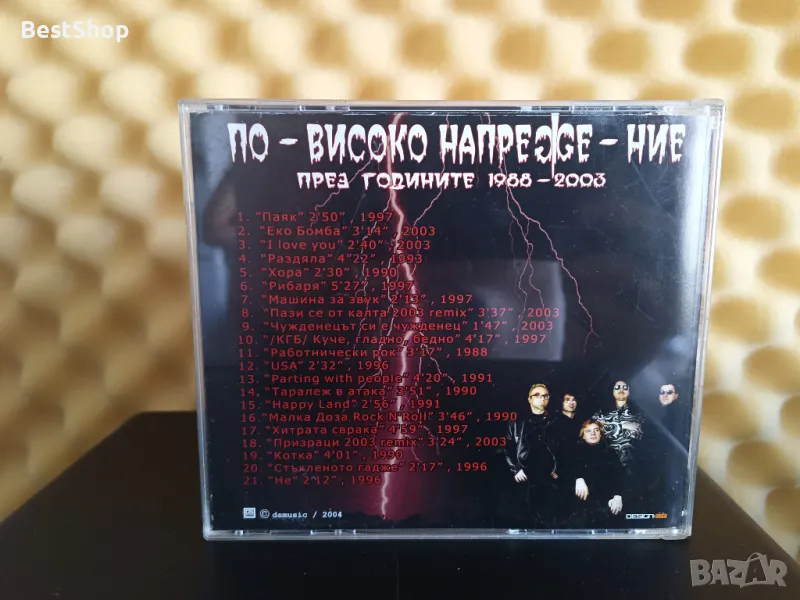 BestShop
ПО - ВИСОКО НАПРЕЖЕ - НИЕ
ПРЕЗ ГОДИНИТЕ 1988 - 2003
1. "Паяк" 2'50" , 1997
2. "Еко Бомба" 3'14" , 2003
3. "I love you" 2'40" , 2003
4. "Раздяла" 4"22" , 1993
5. "Хора" 2'30" , 1990
6. "Рибаря" 5'27" , 1997
7. "Машина за звук" 2'13" , 1997
8. "Пази се от калта 2003 remix" 3'37" , 2003
9. "Чужденецът си е чужденец" 1'47" , 2003
10. "/КГБ/ Куче, гладно, бедно" 4'17" , 1997
11. "Работнически рок" 3'17" , 1988
12. "USA" 2'32" , 1996
13. "Parting with people" 4'20" , 1991
14. "Таралеж в атака" 3'51" , 1990
15. "Happy Land" 2'56" , 1991
16. "Малка Доза Rock N'Roll" 3'46" , 1990
17. "Хитрата сврака" 4'59" , 1997
18. "Призраци 2003 remix" 3'24" , 2003
19. "Котка" 4'01" , 1990
20. "Стъкленото гадже" 2'17" , 1996
21. "Не" 2'12" , 1996
© dsmusic / 2004
DESIGN
BAZAR